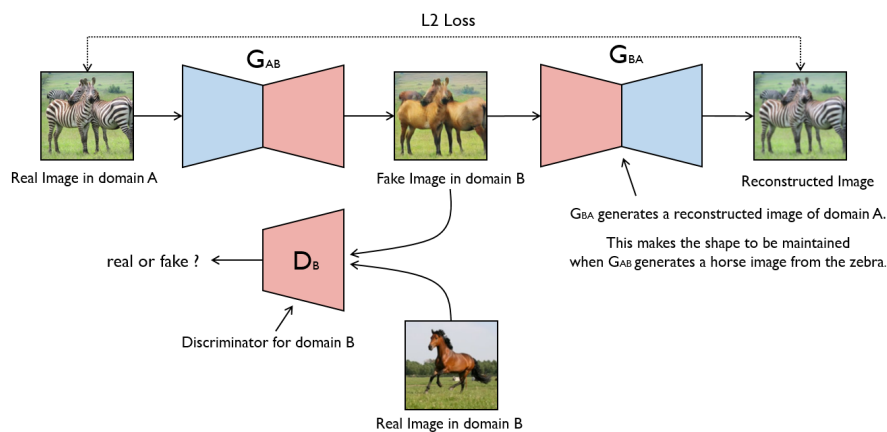 L2 Loss
GAB
GBA
Real Image in domain A
Fake Image in domain B
Reconstructed Image
GBA generates a reconstructed image of domain A.
This makes the shape to be maintained
when GAB generates a horse image from the zebra.
real or fake ?
DB
Discriminator for domain B
Real Image in domain B